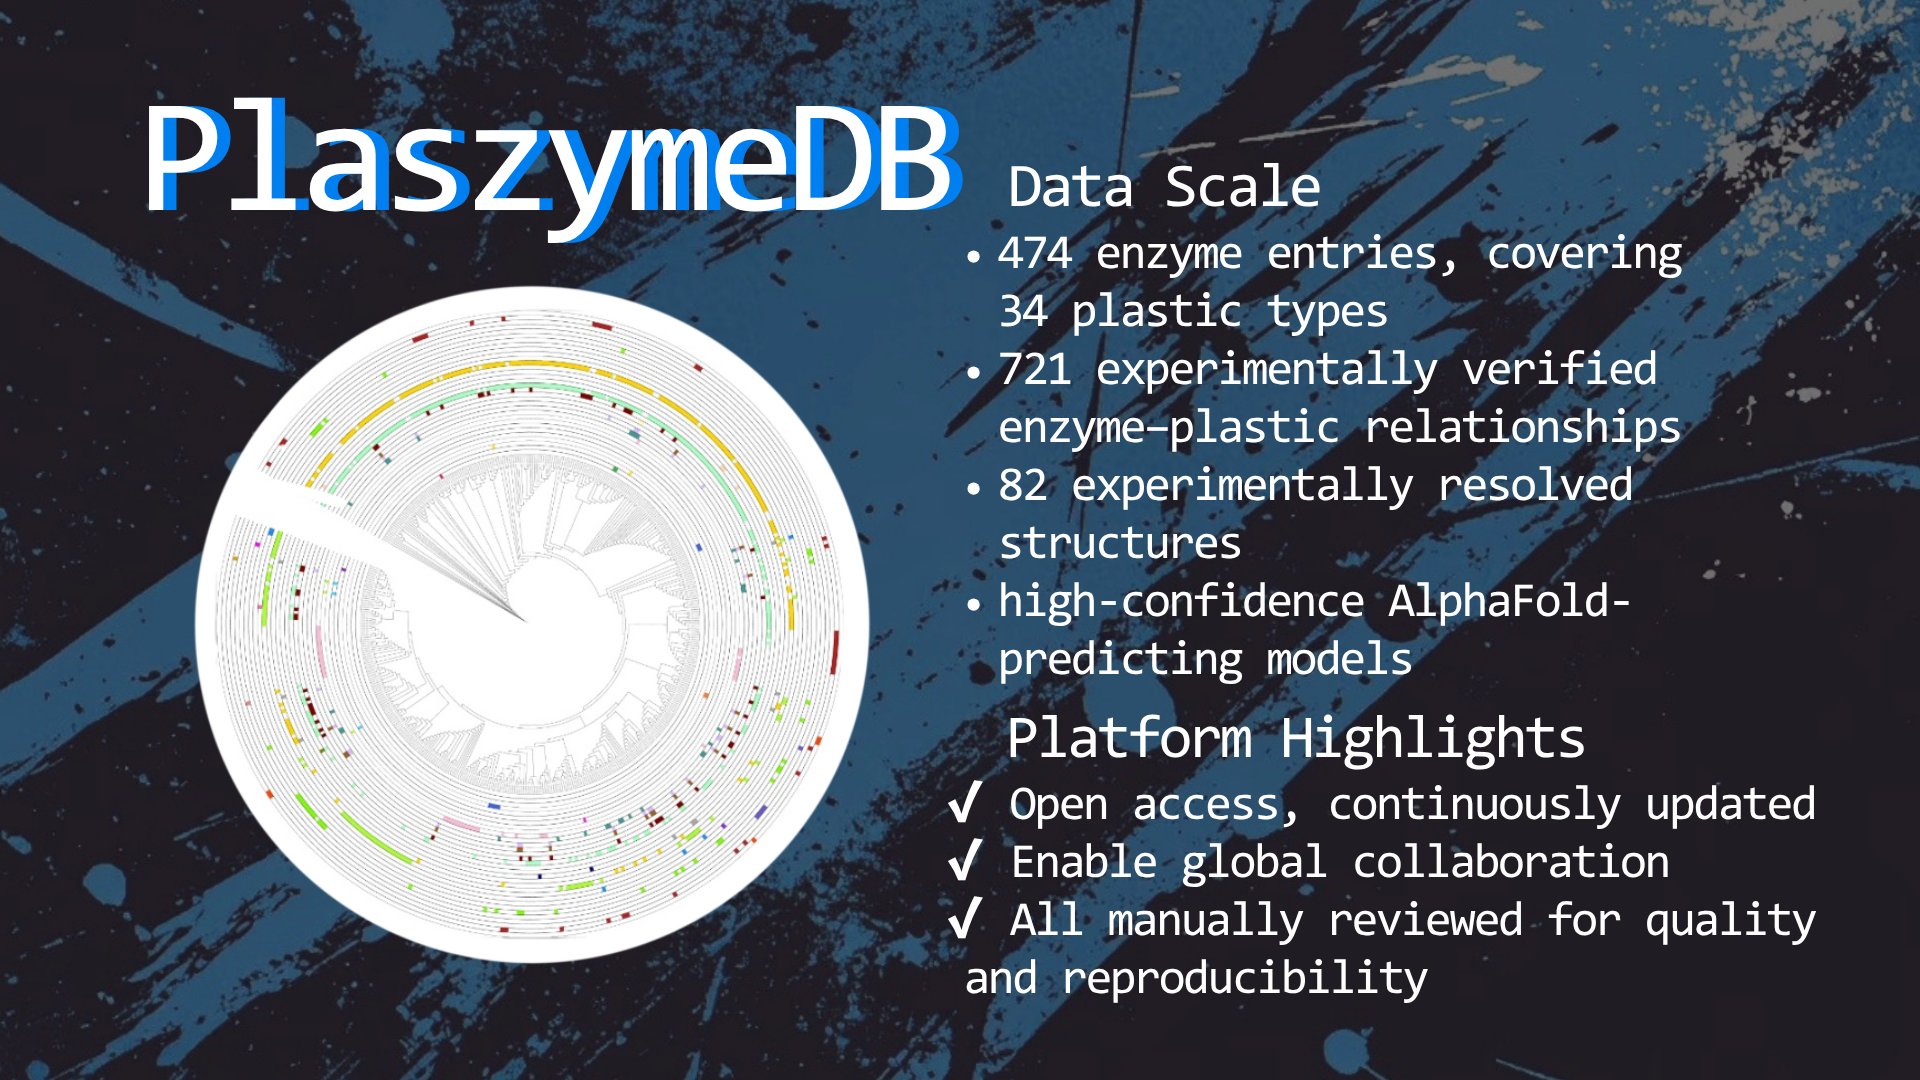 PlaszymeDB
Data Scale
• 474 enzyme entries, covering
34 plastic types
• 721 experimentally verified
enzyme–plastic relationships
• 82 experimentally resolved
structures
• high-confidence AlphaFold-
predicting models
Platform Highlights
✓ Open access, continuously updated
✓ Enable global collaboration
✓ All manually reviewed for quality
and reproducibility